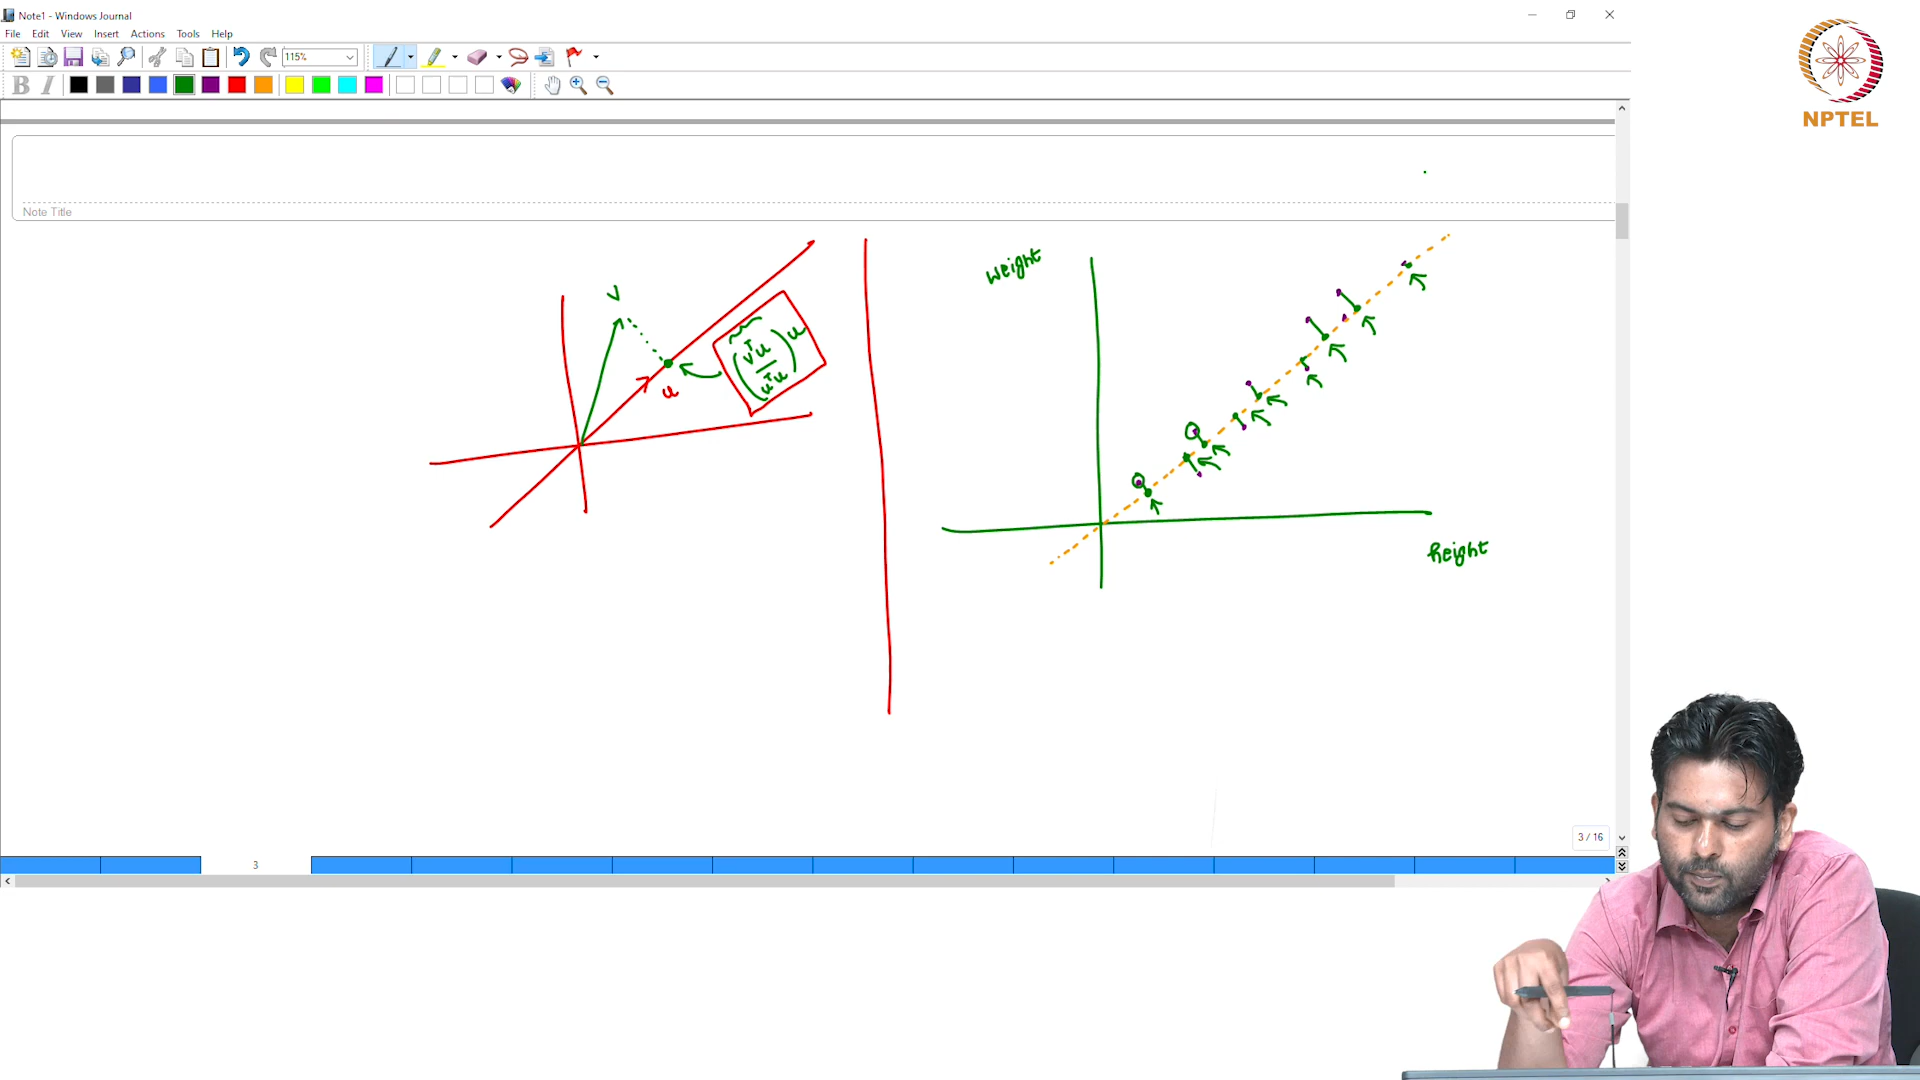 Note1 - Windows Journal
File Edit View Insert Actions Tools Help
115%
B I
NPTEL
Note Title
weight
v
(vᵀu / uᵀu) u
u
height
3 / 16
3